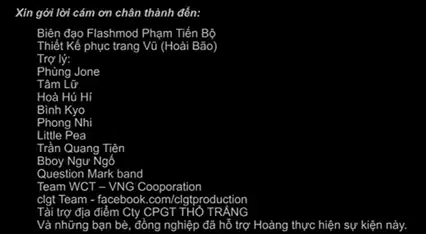 Xin gởi lời cám ơn chân thành đến:
Biên đạo Flashmod Phạm Tiến Bộ
Thiết Kế phục trang Vũ (Hoài Bão)
Trợ lý:
Phùng Jone
Tâm Lữ
Hoà Hú Hí
Bình Kyo
Phong Nhi
Little Pea
Trần Quang Tiên
Bboy Ngư Ngố
Question Mark band
Team WCT – VNG Cooporation
clgt Team - facebook.com/clgtproduction
Tài trợ địa điểm Cty CPGT THỎ TRẮNG
Và những bạn bè, đồng nghiệp đã hỗ trợ Hoàng thực hiện sự kiện này.